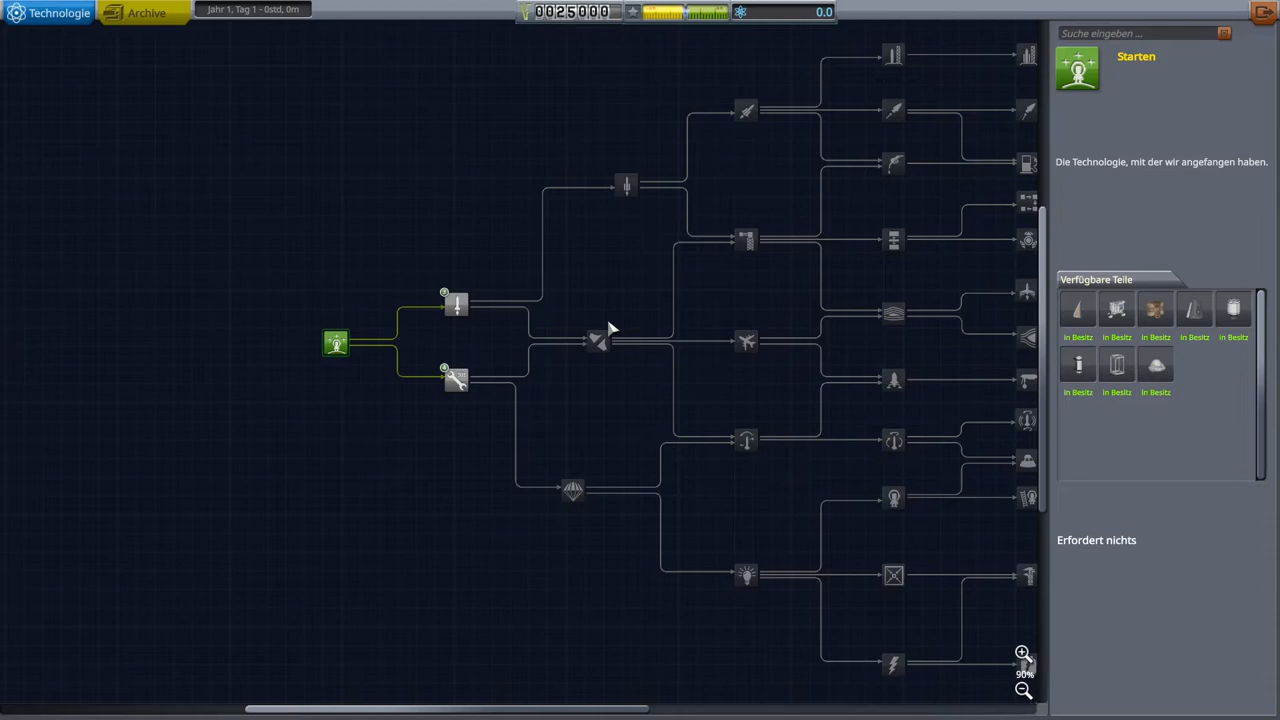 Technologie
Archive
Jahr 1, Tag 1 - 0std, 0m
0025000
0.0
Suche eingeben ...
Starten
Die Technologie, mit der wir angefangen haben.
Verfügbare Teile
In Besitz In Besitz In Besitz In Besitz In Besitz
In Besitz In Besitz In Besitz
Erfordert nichts
90%